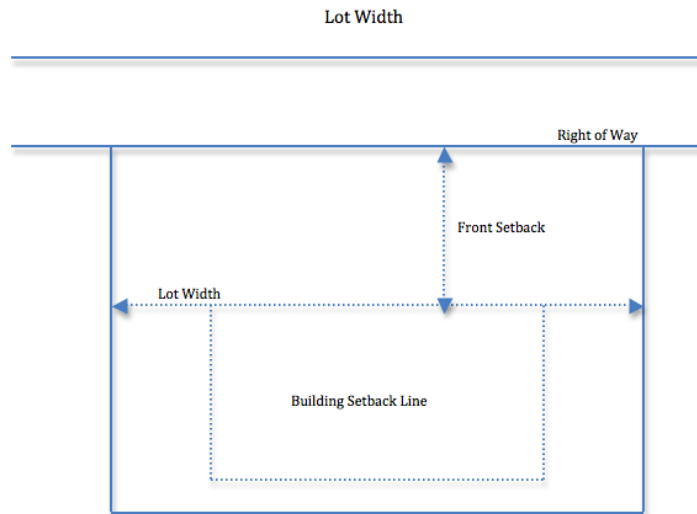 Lot Width
Right of Way
Front Setback
Lot Width
Building Setback Line